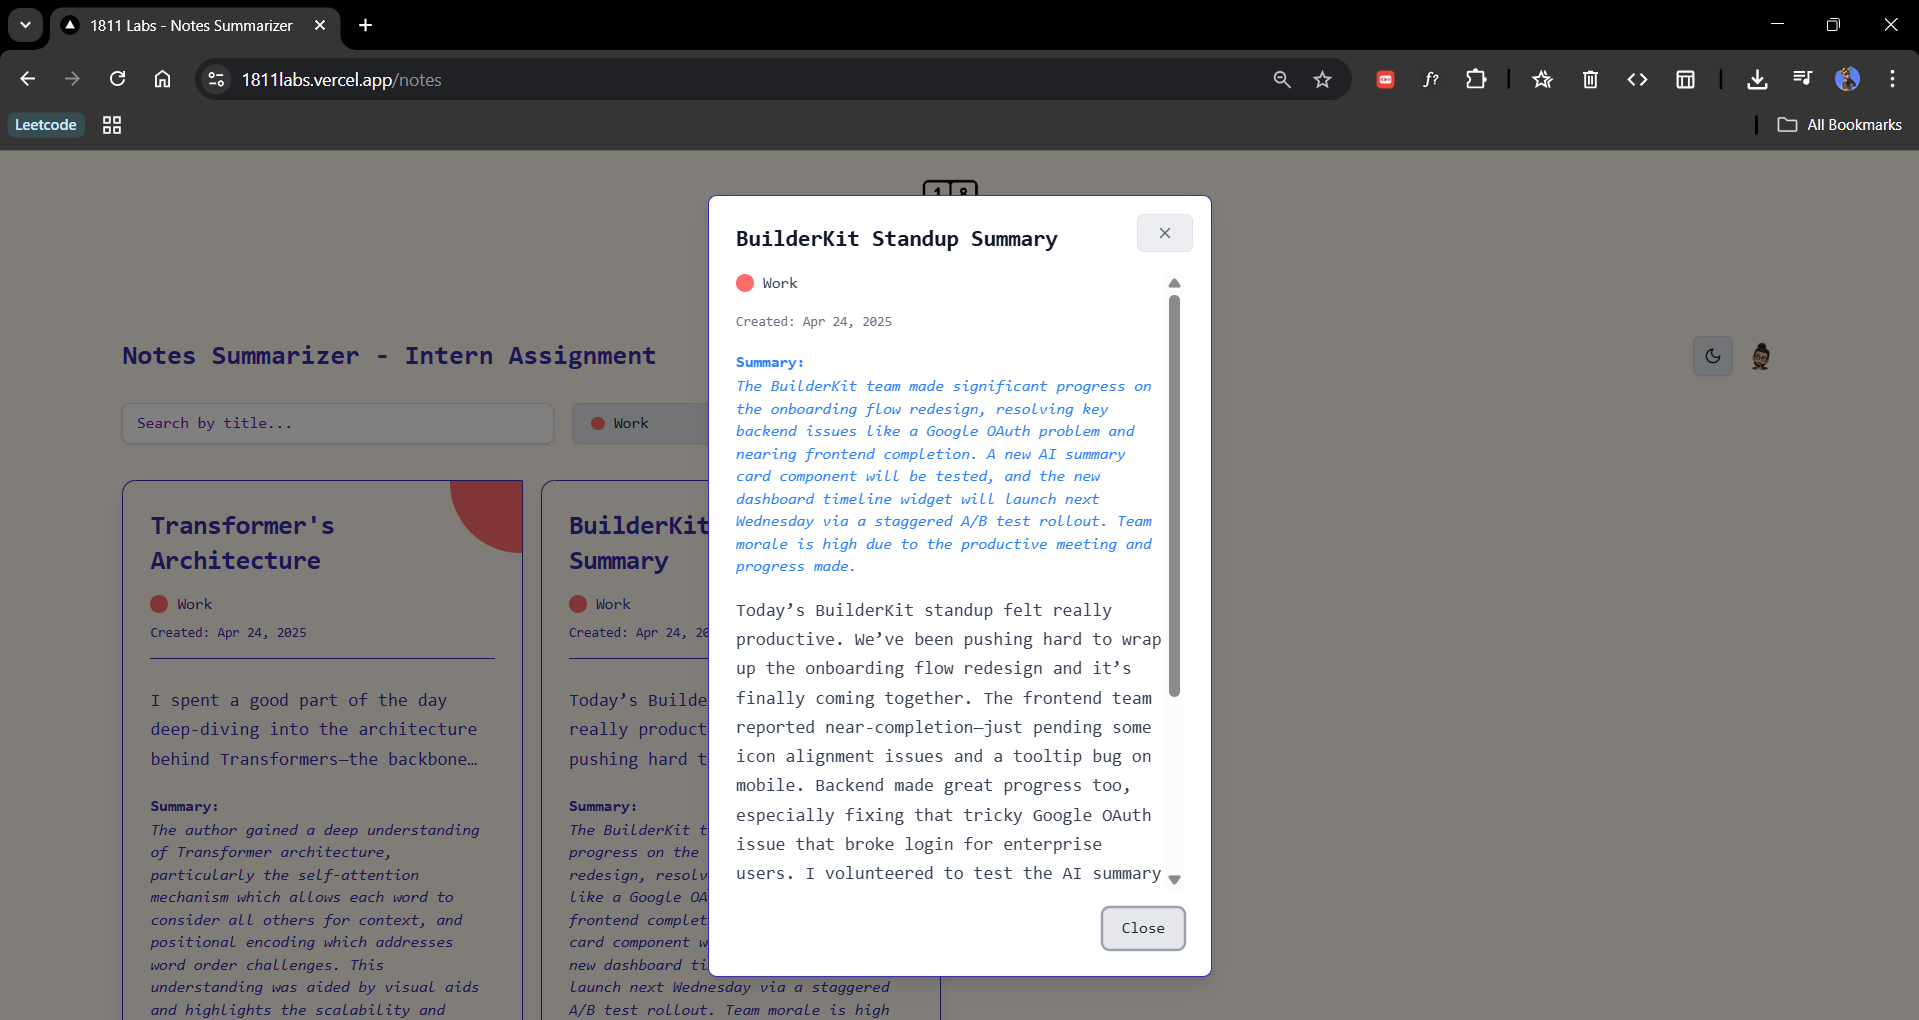 1811 Labs - Notes Summarizer
1811labs.vercel.app/notes
f?
Leetcode
All Bookmarks
1 8
Notes Summarizer - Intern Assignment
Search by title...
Work
Transformer's
Architecture
Work
Created: Apr 24, 2025
I spent a good part of the day
deep-diving into the architecture
behind Transformers—the backbone…
Summary:
The author gained a deep understanding
of Transformer architecture,
particularly the self-attention
mechanism which allows each word to
consider all others for context, and
positional encoding which addresses
word order challenges. This
understanding was aided by visual aids
and highlights the scalability and
BuilderKit
Summary
Work
Created: Apr 24, 20
Today’s Builde
really product
pushing hard t
Summary:
The BuilderKit t
progress on the
redesign, resolv
like a Google OA
frontend complet
card component w
new dashboard ti
launch next Wednesday via a staggered
A/B test rollout. Team morale is high
BuilderKit Standup Summary
Work
Created: Apr 24, 2025
Summary:
The BuilderKit team made significant progress on
the onboarding flow redesign, resolving key
backend issues like a Google OAuth problem and
nearing frontend completion. A new AI summary
card component will be tested, and the new
dashboard timeline widget will launch next
Wednesday via a staggered A/B test rollout. Team
morale is high due to the productive meeting and
progress made.
Today’s BuilderKit standup felt really
productive. We’ve been pushing hard to wrap
up the onboarding flow redesign and it’s
finally coming together. The frontend team
reported near-completion—just pending some
icon alignment issues and a tooltip bug on
mobile. Backend made great progress too,
especially fixing that tricky Google OAuth
issue that broke login for enterprise
users. I volunteered to test the AI summary
Close